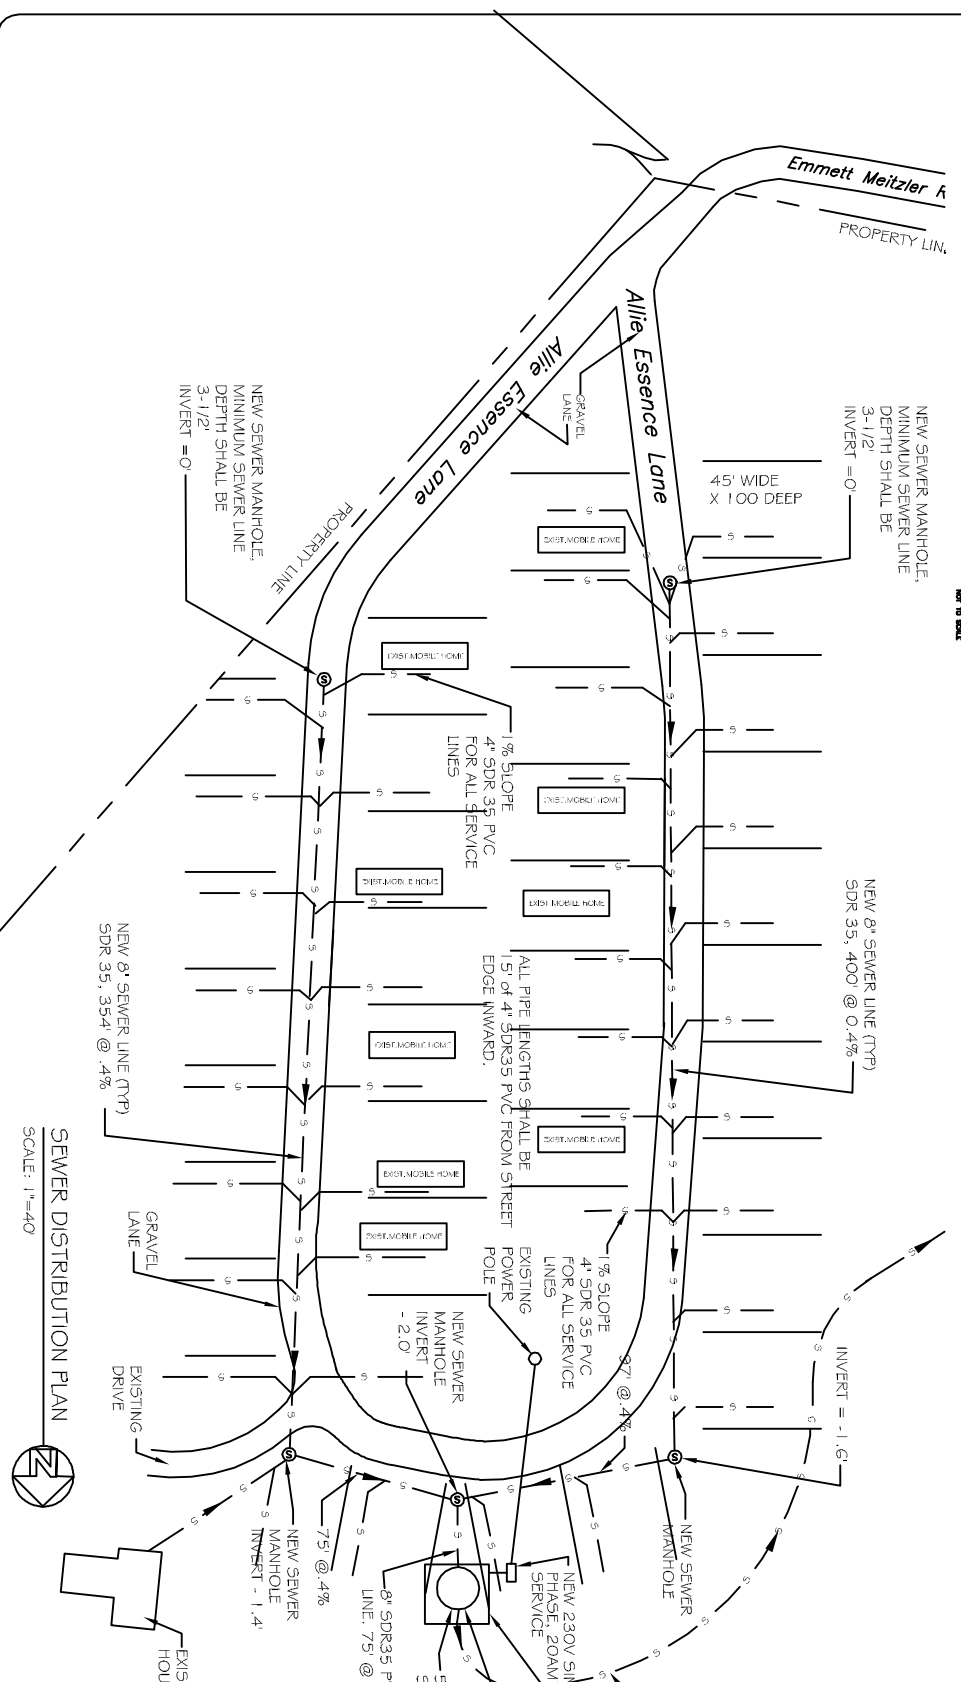 Emmett Meitzler R
PROPERTY LIN
Allie Essence Lane
Allie Essence Lane
GRAVEL
LANE
NEW SEWER MANHOLE,
MINIMUM SEWER LINE
DEPTH SHALL BE
3-1/2'
INVERT =0'
45' WIDE
X 100 DEEP
NEW SEWER MANHOLE,
MINIMUM SEWER LINE
DEPTH SHALL BE
3-1/2'
INVERT =0'
PROPERTY LINE
NOT TO SCALE
EXIST.MOBILE HOME
EXIST.MOBILE HOME
EXIST.MOBILE HOME
EXIST.MOBILE HOME
EXIST.MOBILE HOME
EXIST.MOBILE HOME
EXIST.MOBILE HOME
EXIST.MOBILE HOME
EXIST.MOBILE HOME
1% SLOPE
4" SDR 35 PVC
FOR ALL SERVICE
LINES
NEW 8" SEWER LINE (TYP)
SDR 35, 400' @ 0.4%
NEW 8" SEWER LINE (TYP)
SDR 35, 354' @ .4%
ALL PIPE LENGTHS SHALL BE
15' of 4" SDR35 PVC FROM STREET
EDGE INWARD.
SEWER DISTRIBUTION PLAN
SCALE: 1"=40'
N
GRAVEL
LANE
EXISTING
DRIVE
EXISTING
POWER
POLE
1% SLOPE
4" SDR 35 PVC
FOR ALL SERVICE
LINES
NEW SEWER
MANHOLE
INVERT
- 2.0'
97' @ .4%
INVERT = -1.6'
NEW SEWER
MANHOLE
NEW SEWER
MANHOLE
INVERT - 1.4'
75' @ .4%
8" SDR35 P
LINE. 75' @
NEW 230V SIN
PHASE, 20AM
SERVICE
EXIS
HOU